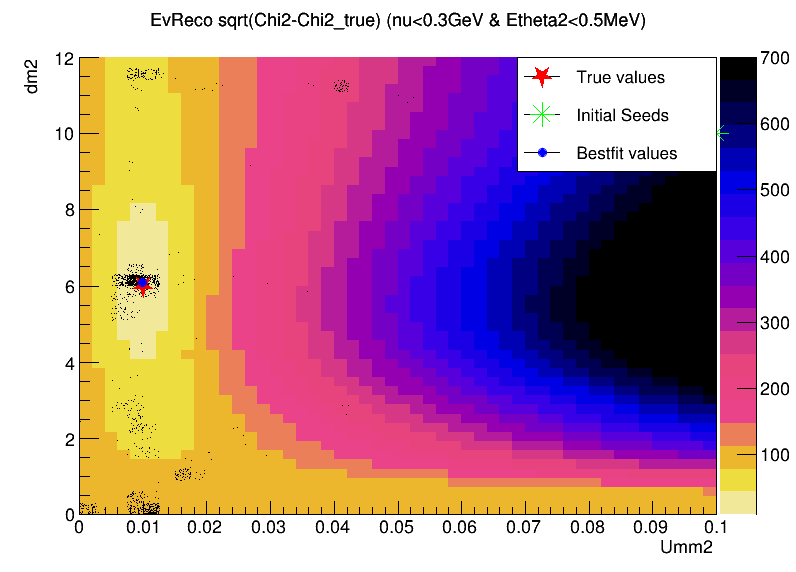 EvReco sqrt(Chi2-Chi2_true) (nu<0.3GeV & Etheta2<0.5MeV)
dm2
12
10
8
6
4
2
0
0 0.01 0.02 0.03 0.04 0.05 0.06 0.07 0.08 0.09 0.1
Umm2
True values
Initial Seeds
Bestfit values
700
600
500
400
300
200
100